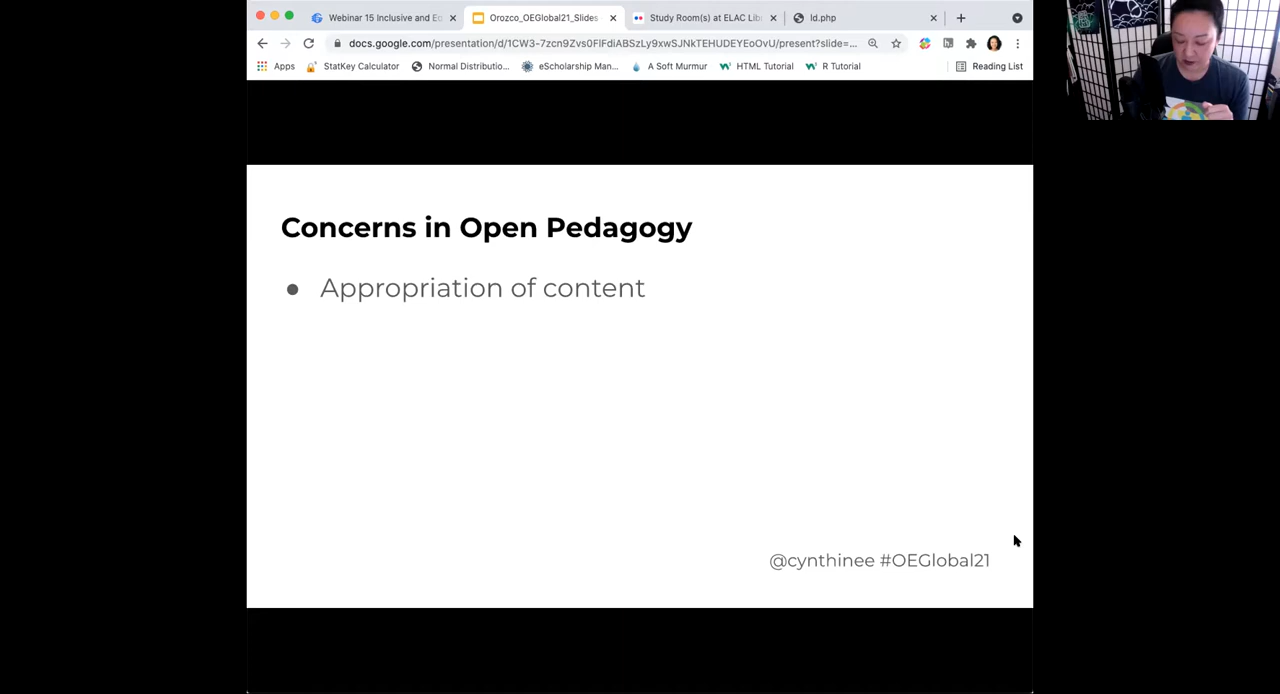 Webinar 15 Inclusive and Eq
Orozco_OEGlobal21_Slides
Study Room(s) at ELAC Lib
ld.php
docs.google.com/presentation/d/1CW3-7zcn9Zvs0FlFdiABSzLy9xwSJNkTEHUDEYEoOvU/present?slide=...
Apps
StatKey Calculator
Normal Distributio...
eScholarship Man...
A Soft Murmur
HTML Tutorial
R Tutorial
Reading List
Concerns in Open Pedagogy
● Appropriation of content
@cynthinee #OEGlobal21